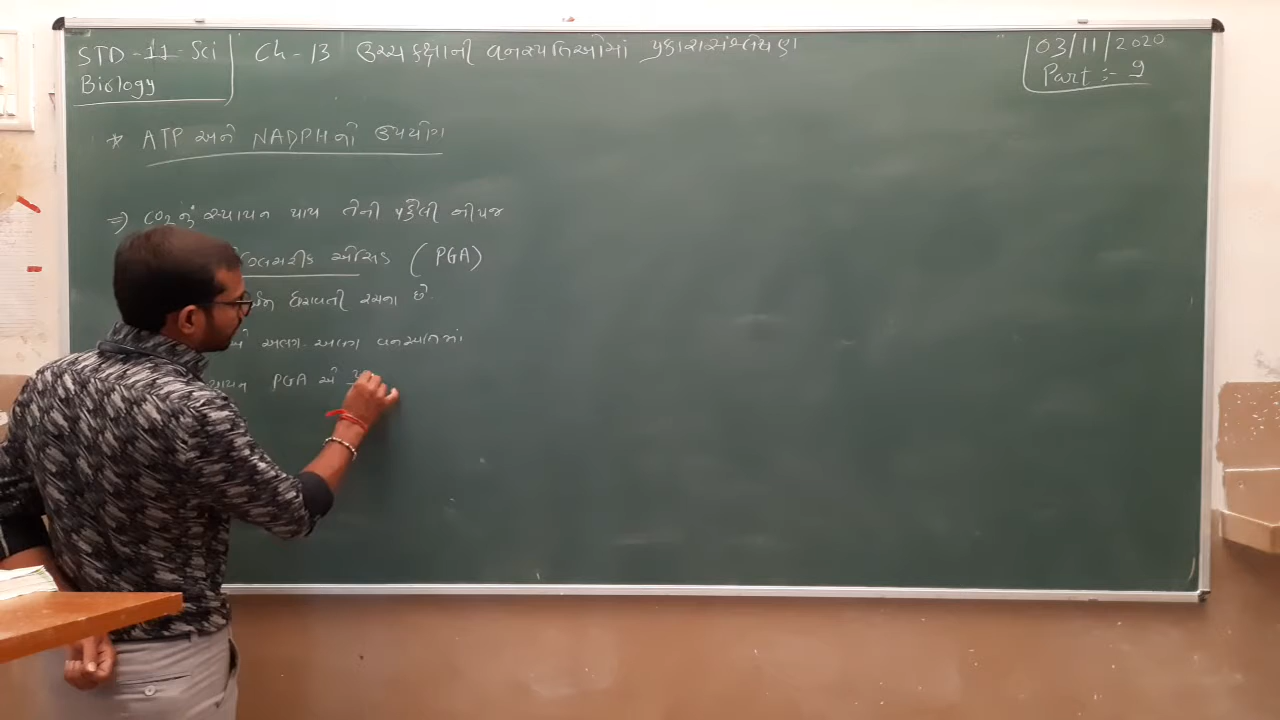 STD - 11 - Sci
Biology
Ch - 13 ઉચ્ચ કક્ષાની વનસ્પતિઓમાં પ્રકાશસંશ્લેષણ
03/11/2020
Part :- 9
* ATP અને NADPH નો ઉપયોગ
⇒ CO2 નું સ્થાપન થાય તેની પહેલી નીપજ
ગ્લિસરીક એસિડ (PGA)
ધરાવતી રચના છે.
અલગ અલગ વનસ્પતિમાં
સ્થાપન PGA એ